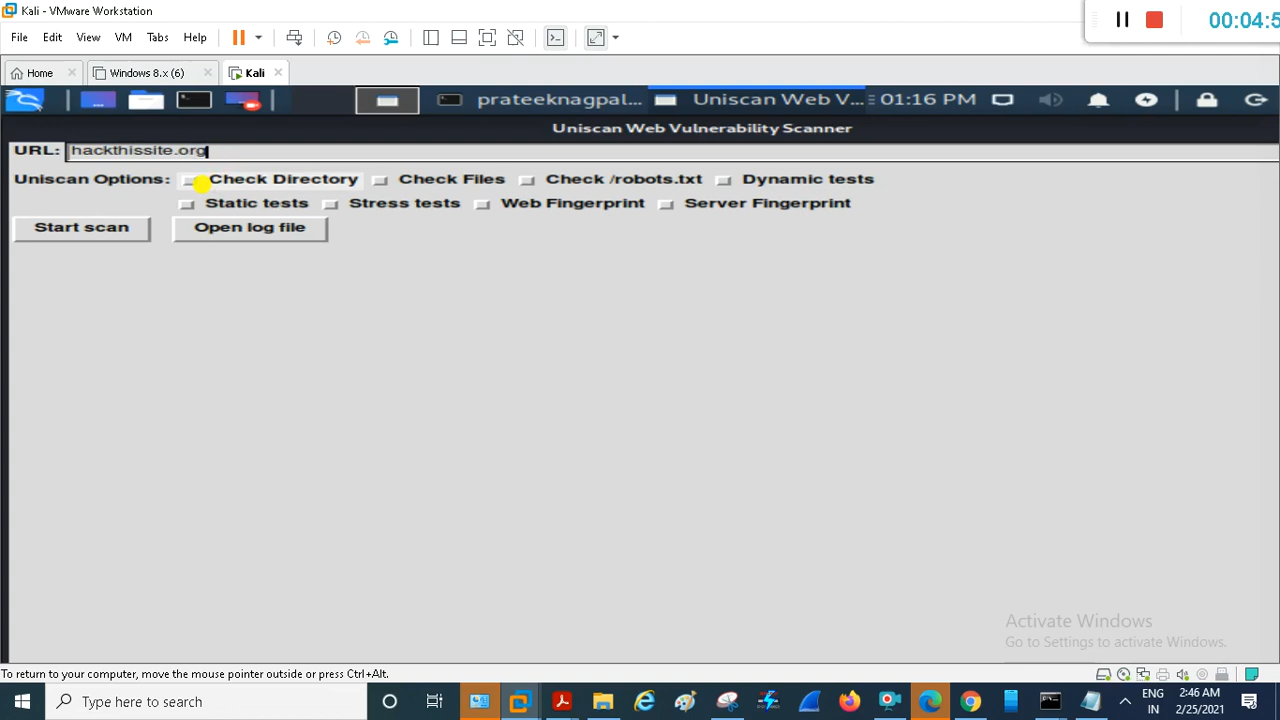 Kali - VMware Workstation
00:04:5
File Edit View VM Tabs Help
Home Windows 8.x (6) Kali
prateeknagpal... Uniscan Web V... 01:16 PM
Uniscan Web Vulnerability Scanner
URL: hackthissite.org
Uniscan Options: Check Directory Check Files Check /robots.txt Dynamic tests
Static tests Stress tests Web Fingerprint Server Fingerprint
Start scan Open log file
Activate Windows
Go to Settings to activate Windows.
To return to your computer, move the mouse pointer outside or press Ctrl+Alt.
Type here to search
ENG 2:46 AM
IN 2/25/2021